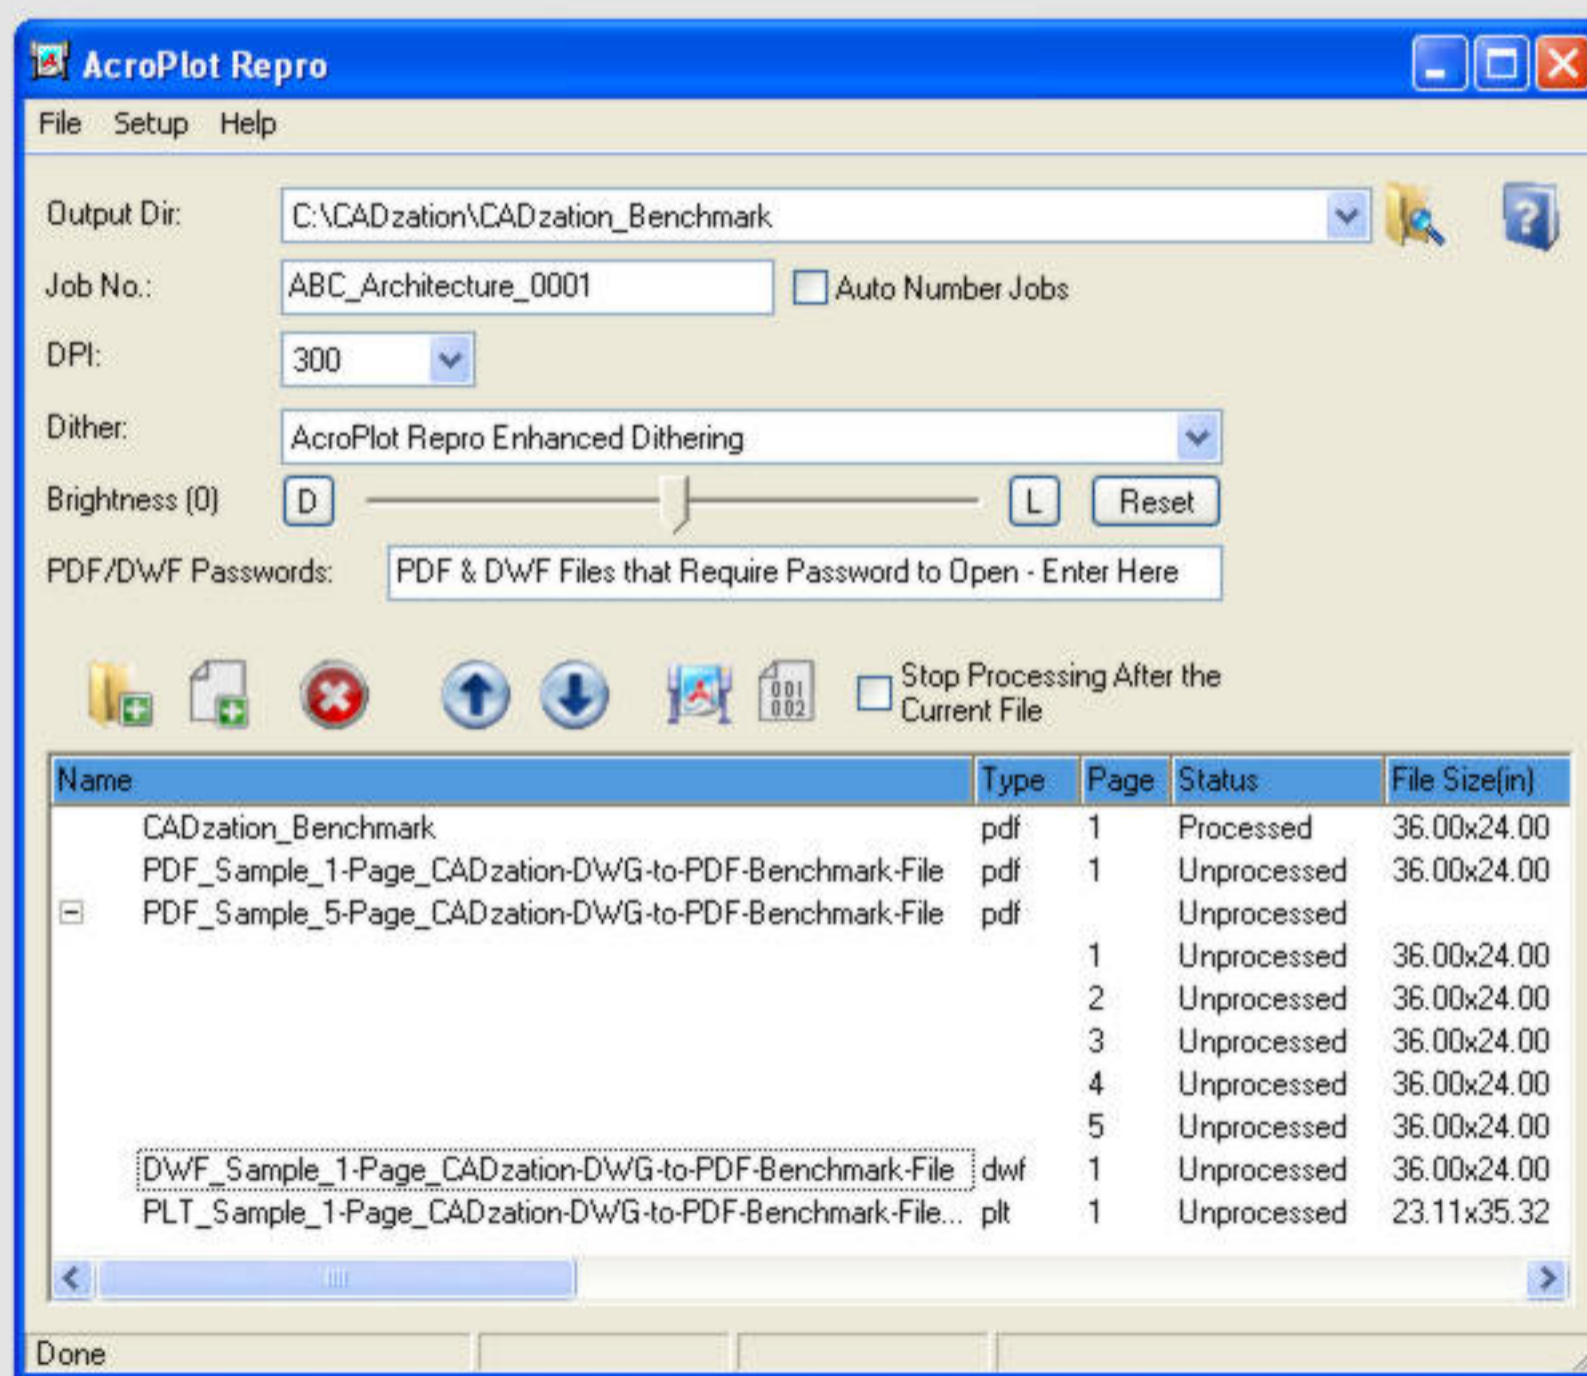 AcroPlot Repro
File Setup Help
Output Dir: C:\CADzation\CADzation_Benchmark
Job No.: ABC_Architecture_0001 Auto Number Jobs
DPI: 300
Dither: AcroPlot Repro Enhanced Dithering
Brightness (0) D L Reset
PDF/DWF Passwords: PDF & DWF Files that Require Password to Open - Enter Here
001
002
Stop Processing After the
Current File
Name Type Page Status File Size(in)
CADzation_Benchmark pdf 1 Processed 36.00x24.00
PDF_Sample_1-Page_CADzation-DWG-to-PDF-Benchmark-File pdf 1 Unprocessed 36.00x24.00
PDF_Sample_5-Page_CADzation-DWG-to-PDF-Benchmark-File pdf Unprocessed
1 Unprocessed 36.00x24.00
2 Unprocessed 36.00x24.00
3 Unprocessed 36.00x24.00
4 Unprocessed 36.00x24.00
5 Unprocessed 36.00x24.00
DWF_Sample_1-Page_CADzation-DWG-to-PDF-Benchmark-File dwf 1 Unprocessed 36.00x24.00
PLT_Sample_1-Page_CADzation-DWG-to-PDF-Benchmark-File... plt 1 Unprocessed 23.11x35.32
Done